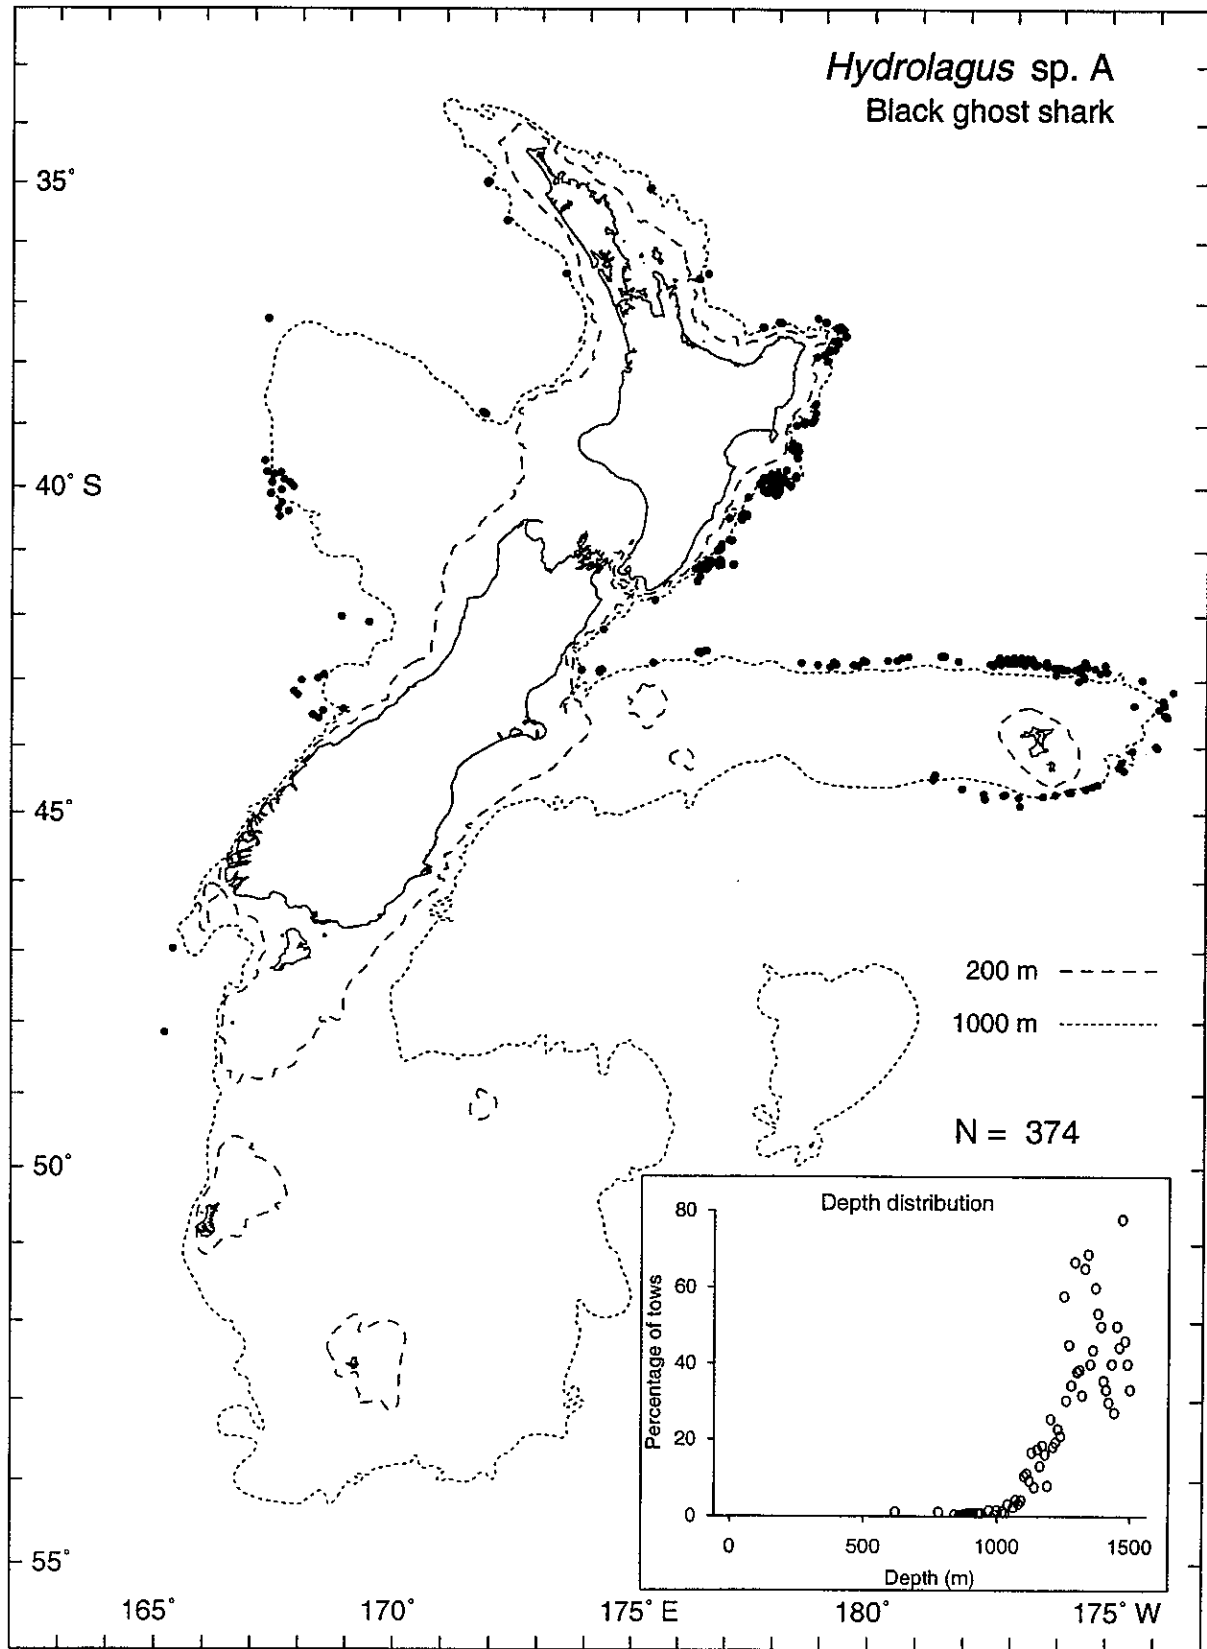 Hydrolagus sp. A
Black ghost shark
35°
40° S
45°
50°
55°
200 m
1000 m
N = 374
Depth distribution
80
60
40
20
0
Percentage of tows
0 500 1000 1500
Depth (m)
165° 170° 175° E 180° 175° W